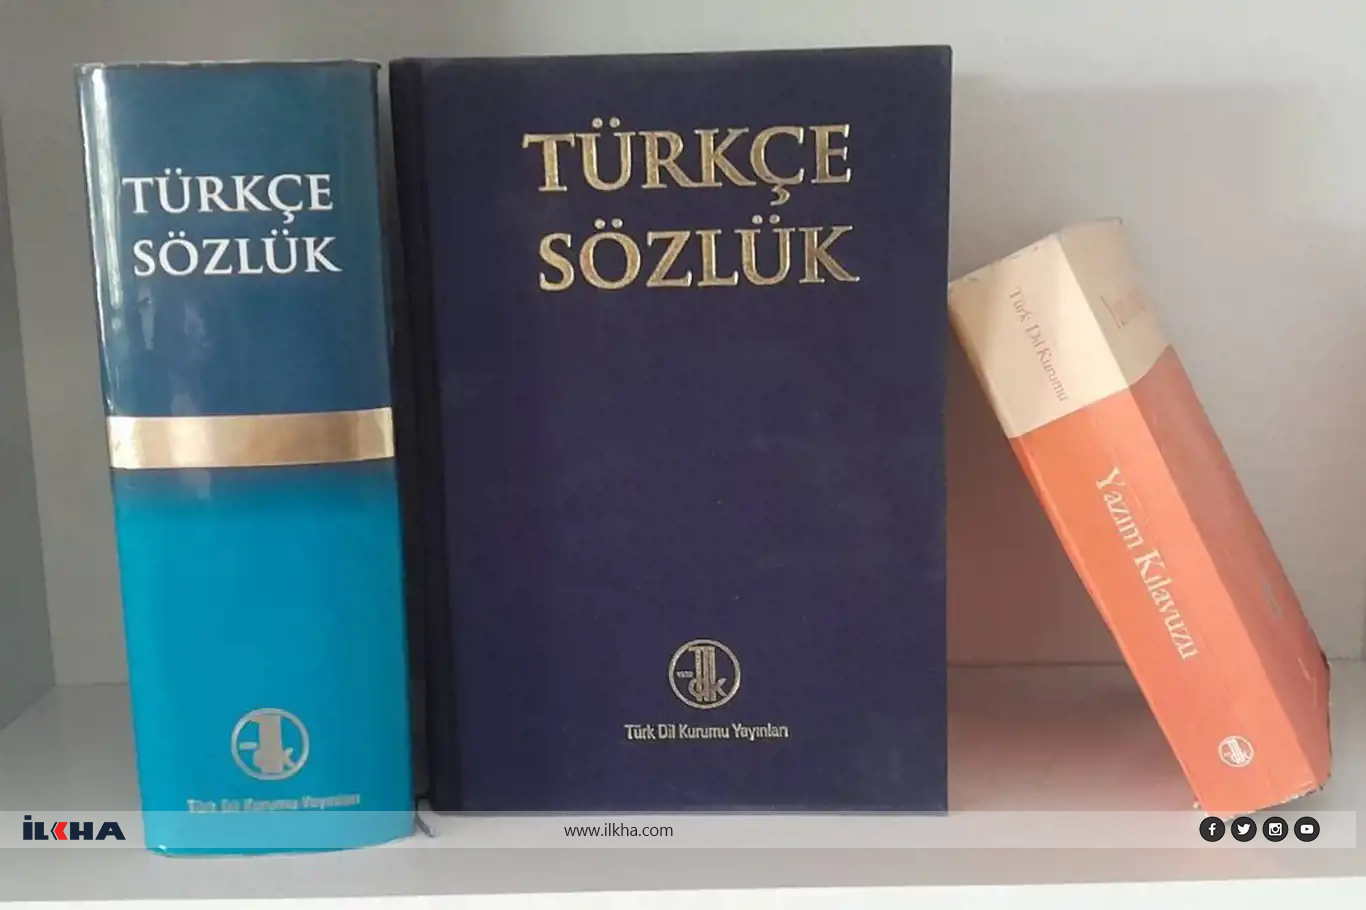 TÜRKÇE
SÖZLÜK
Türk Dil Kurumu Yayınları
TÜRKÇE
SÖZLÜK
1932
Türk Dil Kurumu Yayınları
Türk Dil Kurumu
Yazım Kılavuzu
İLKHA
www.ilkha.com